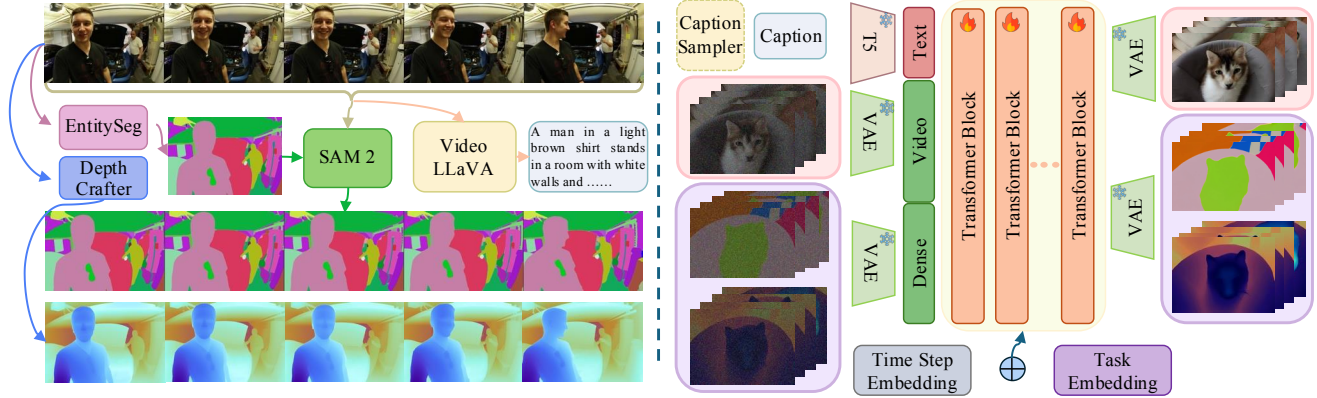 EntitySeg
Depth
Crafter
SAM 2
Video
LLaVA
A man in a light
brown shirt stands
in a room with white
walls and ......
Caption
Sampler
Caption
T5
Text
VAE
Video
VAE
Dense
Transformer Block
Transformer Block
Transformer Block
VAE
VAE
Time Step
Embedding
Task
Embedding